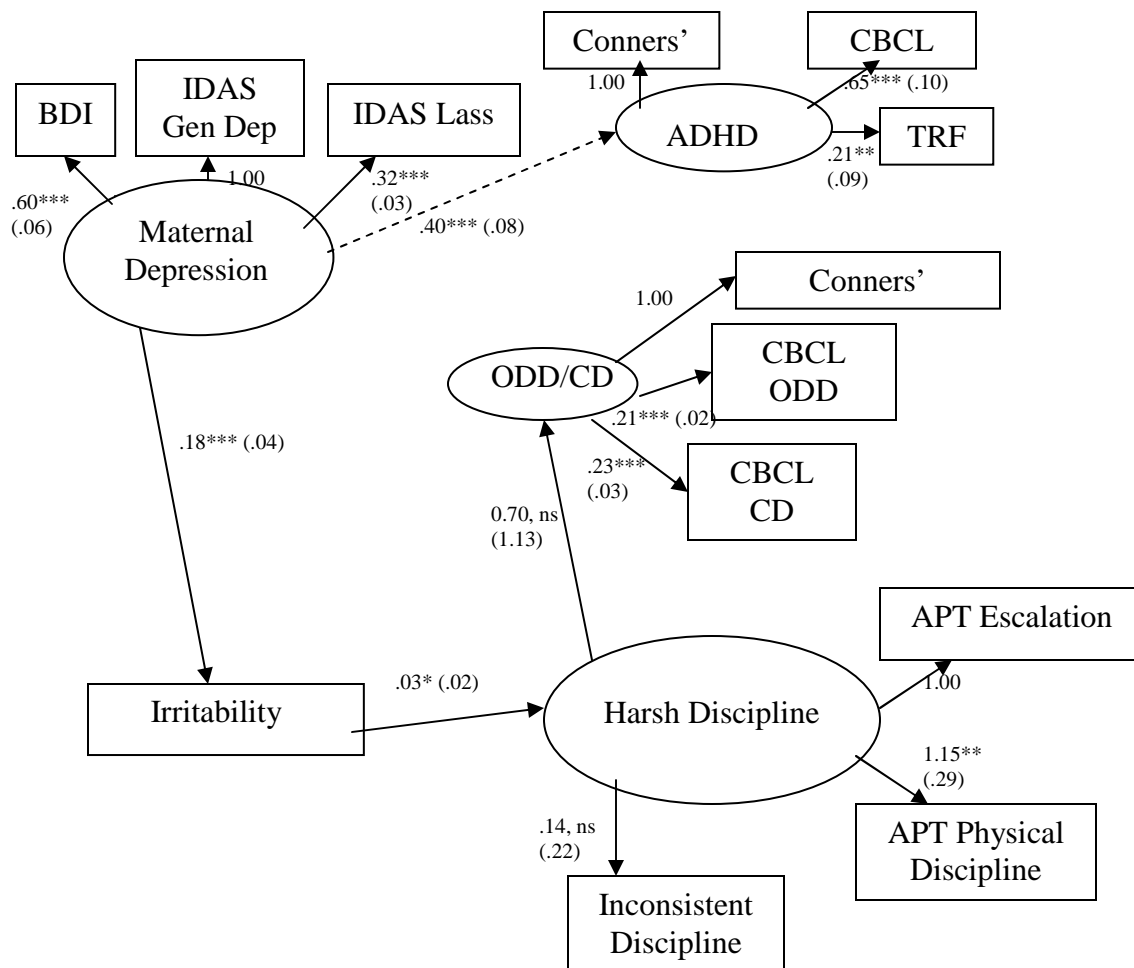 Conners’
CBCL
1.00
.65*** (.10)
BDI
IDAS
Gen Dep
IDAS Lass
ADHD
TRF
.21**
(.09)
.60***
(.06)
1.00
.32***
(.03)
.40*** (.08)
Maternal
Depression
Conners’
1.00
CBCL
ODD
ODD/CD
.21*** (.02)
.18*** (.04)
.23***
(.03)
CBCL
CD
0.70, ns
(1.13)
APT Escalation
1.00
.03* (.02)
Irritability
Harsh Discipline
1.15**
(.29)
.14, ns
(.22)
APT Physical
Discipline
Inconsistent
Discipline